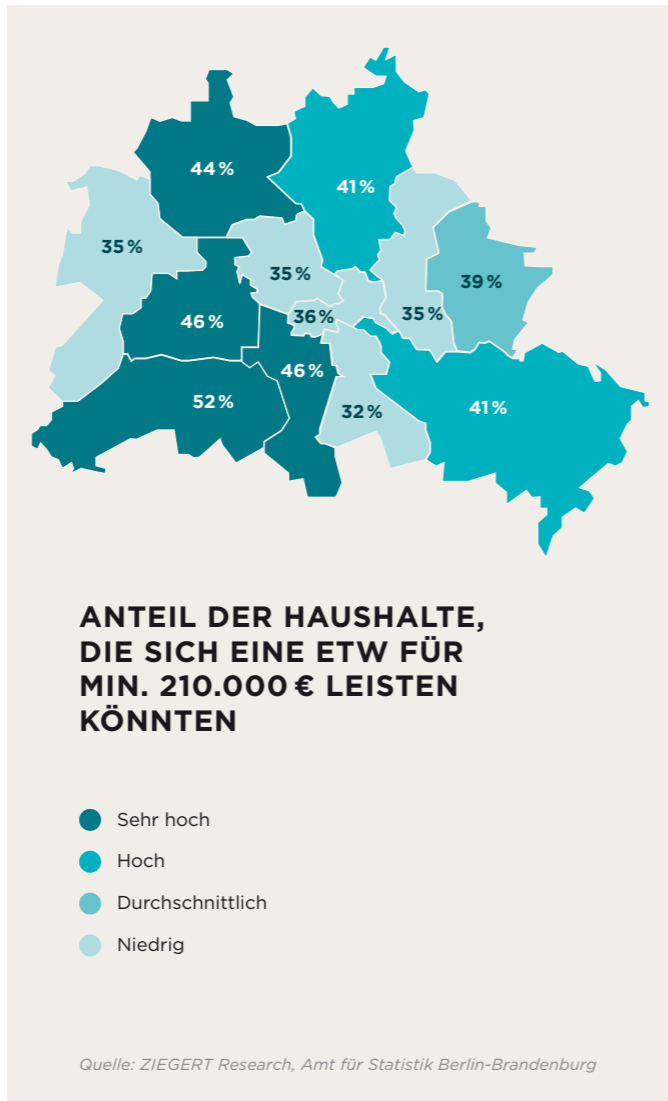 44 %
41 %
35 %
35 %
39 %
36 %
35 %
46 %
46 %
52 %
32 %
41 %
ANTEIL DER HAUSHALTE,
DIE SICH EINE ETW FÜR
MIN. 210.000 € LEISTEN
KÖNNTEN
Sehr hoch
Hoch
Durchschnittlich
Niedrig
Quelle: ZIEGERT Research, Amt für Statistik Berlin-Brandenburg